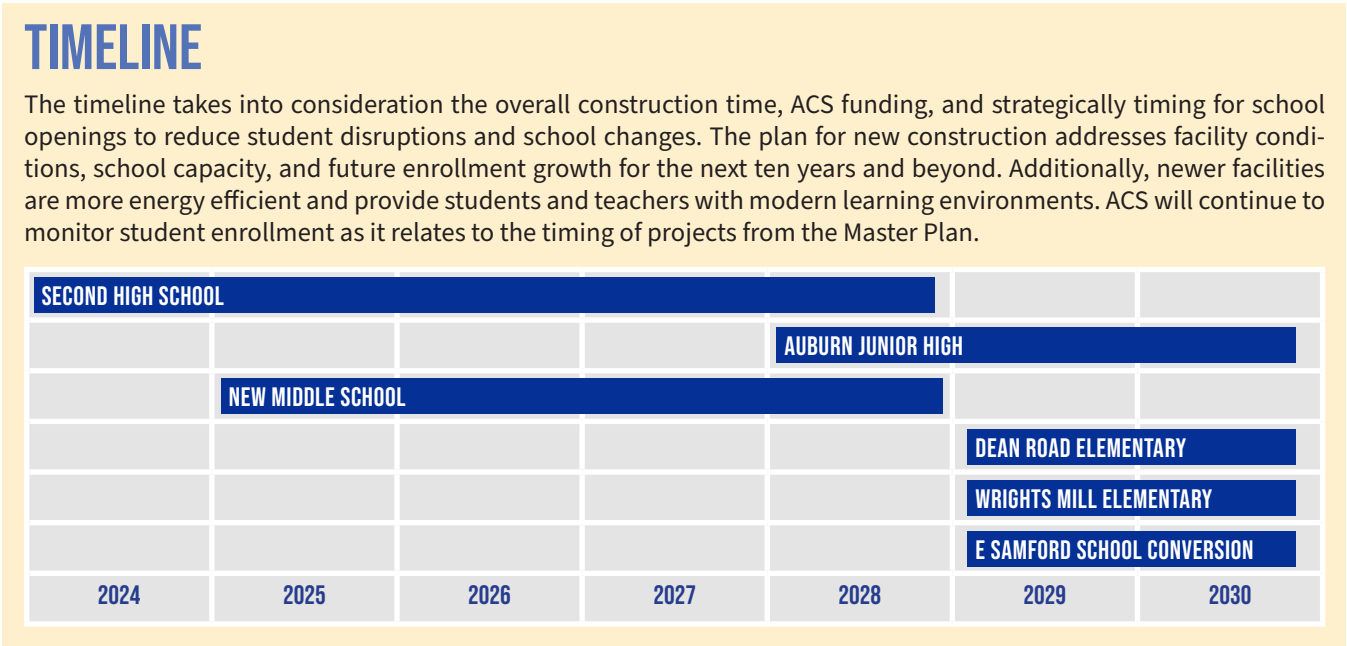 TIMELINE
The timeline takes into consideration the overall construction time, ACS funding, and strategically timing for school
openings to reduce student disruptions and school changes. The plan for new construction addresses facility condi-
tions, school capacity, and future enrollment growth for the next ten years and beyond. Additionally, newer facilities
are more energy efficient and provide students and teachers with modern learning environments. ACS will continue to
monitor student enrollment as it relates to the timing of projects from the Master Plan.
SECOND HIGH SCHOOL
AUBURN JUNIOR HIGH
NEW MIDDLE SCHOOL
DEAN ROAD ELEMENTARY
WRIGHTS MILL ELEMENTARY
E SAMFORD SCHOOL CONVERSION
2024 2025 2026 2027 2028 2029 2030